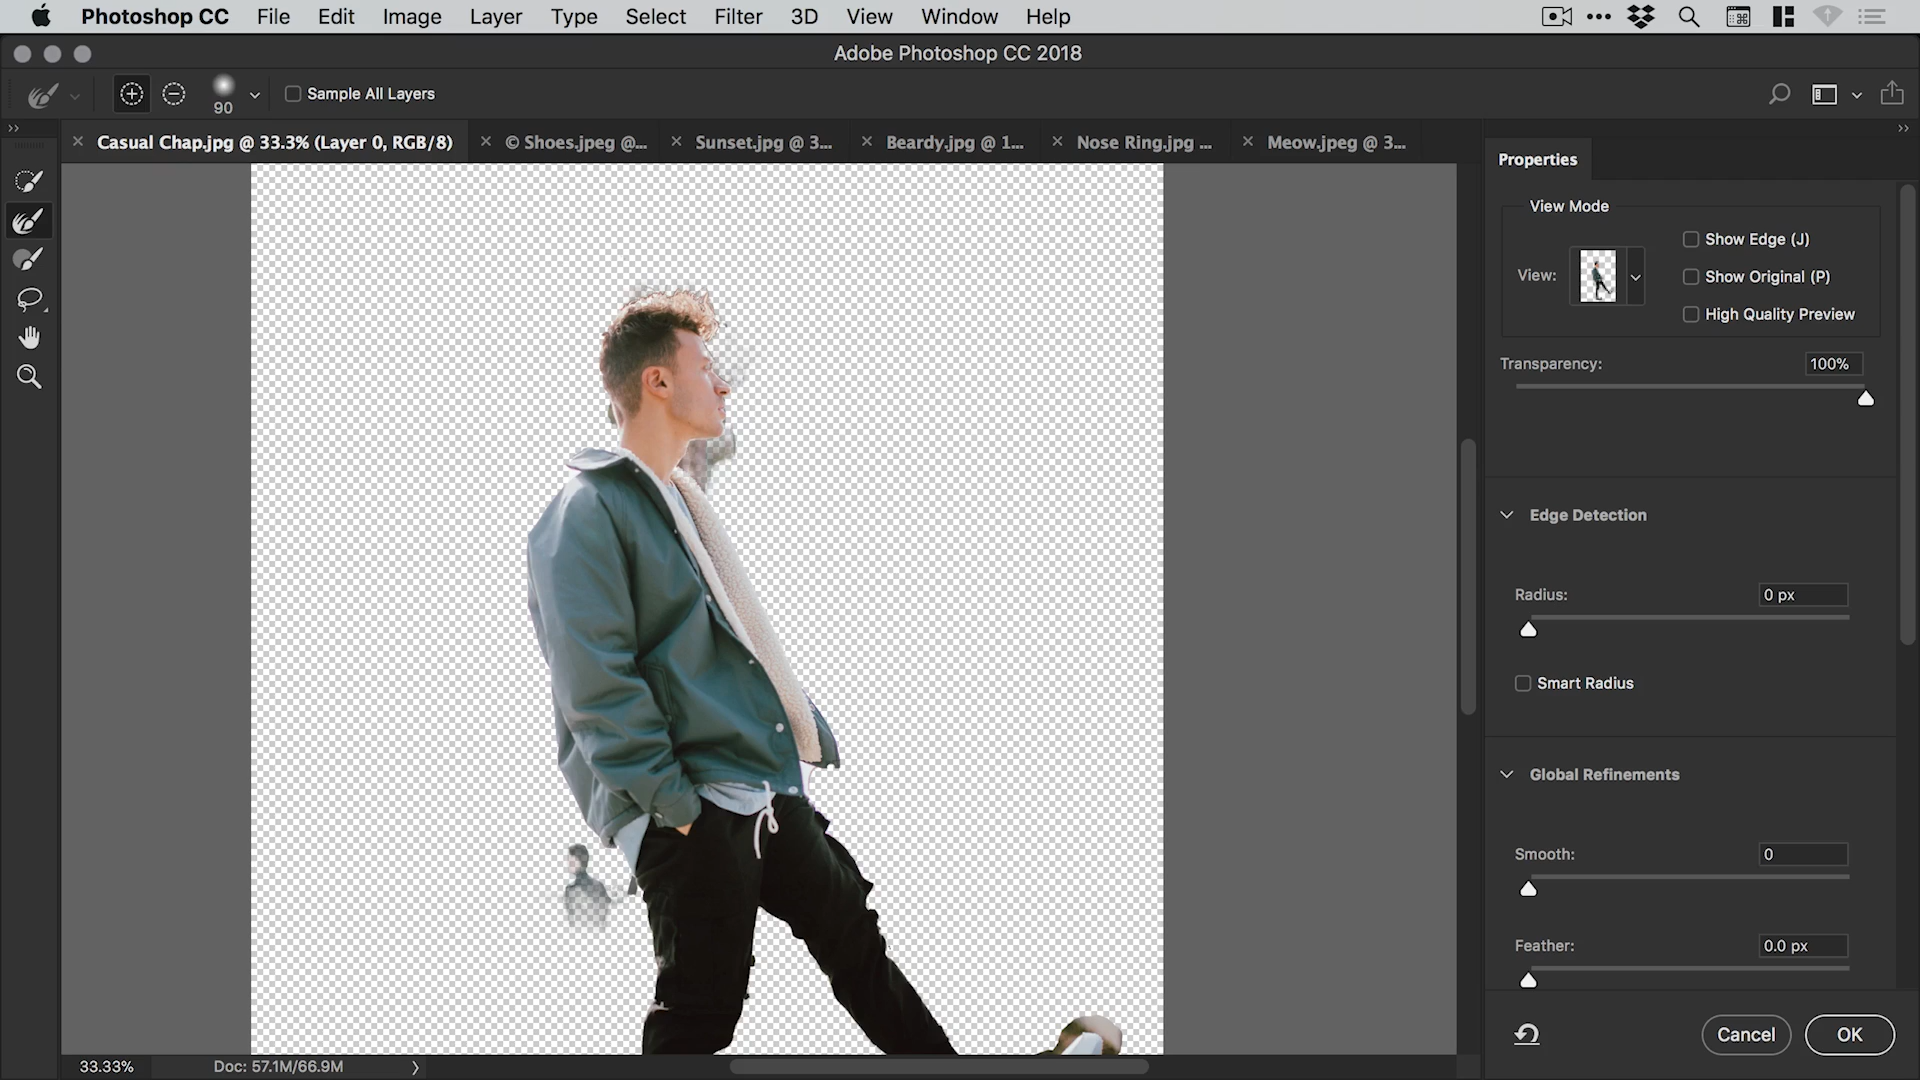 Photoshop CC File Edit Image Layer Type Select Filter 3D View Window Help
Adobe Photoshop CC 2018
90 Sample All Layers
Casual Chap.jpg @ 33.3% (Layer 0, RGB/8) © Shoes.jpeg @... Sunset.jpg @ 3... Beardy.jpg @ 1... Nose Ring.jpg ... Meow.jpeg @ 3...
Properties
View Mode
View:
Show Edge (J)
Show Original (P)
High Quality Preview
Transparency: 100%
Edge Detection
Radius: 0 px
Smart Radius
Global Refinements
Smooth: 0
Feather: 0.0 px
Cancel OK
33.33% Doc: 57.1M/66.9M